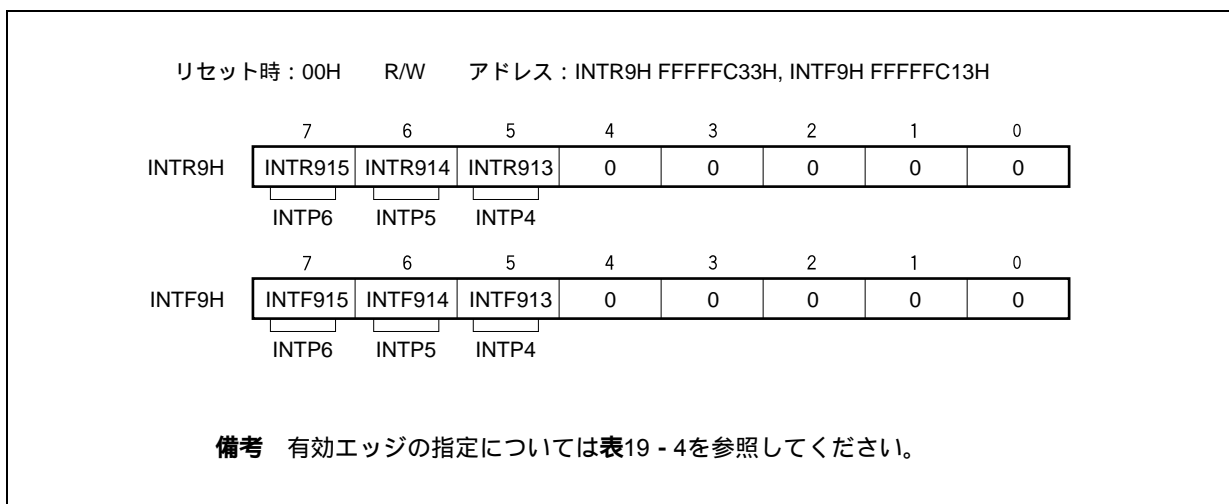 リセット時：00H R/W アドレス：INTR9H FFFFFC33H, INTF9H FFFFFC13H
7 6 5 4 3 2 1 0
INTR9H INTR915 INTR914 INTR913 0 0 0 0 0
INTP6 INTP5 INTP4
7 6 5 4 3 2 1 0
INTF9H INTF915 INTF914 INTF913 0 0 0 0 0
INTP6 INTP5 INTP4
備考 有効エッジの指定については表19 - 4を参照してください。